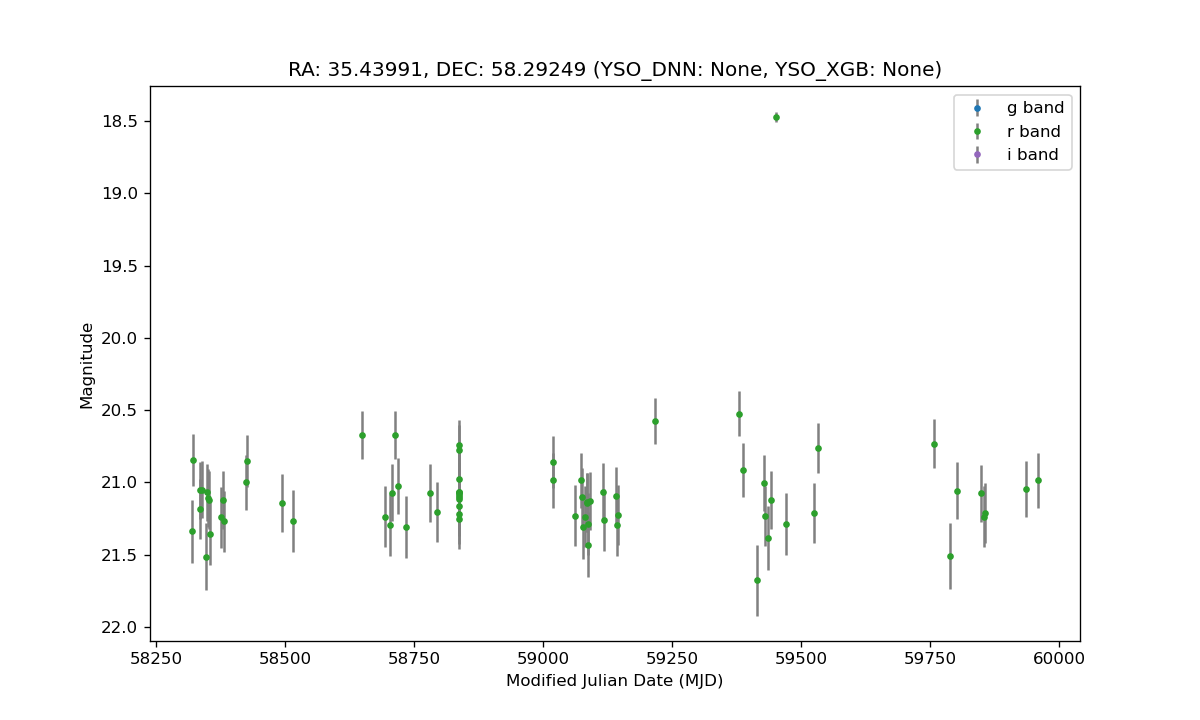 RA: 35.43991, DEC: 58.29249 (YSO_DNN: None, YSO_XGB: None)
g band
r band
i band
18.5
19.0
19.5
20.0
20.5
21.0
21.5
22.0
Magnitude
58250 58500 58750 59000 59250 59500 59750 60000
Modified Julian Date (MJD)